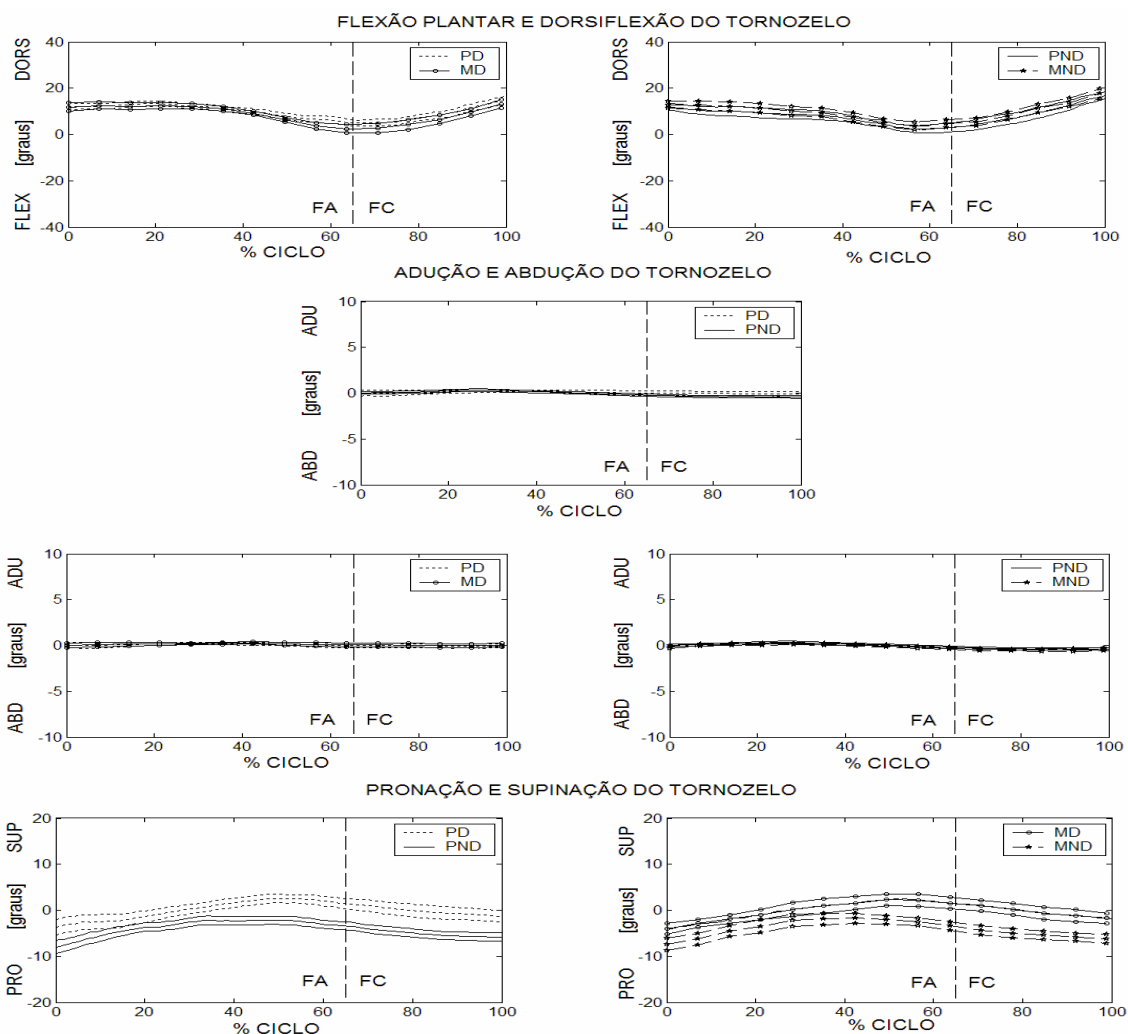 FLEXÃO PLANTAR E DORSIFLEXÃO DO TORNOZELO
FLEX [graus] DORS
40
20
0
-20
-40
PD
MD
FA FC
0 20 40 60 80 100
% CICLO
FLEX [graus] DORS
40
20
0
-20
-40
PND
MND
FA FC
0 20 40 60 80 100
% CICLO
ADUÇÃO E ABDUÇÃO DO TORNOZELO
ABD [graus] ADU
10
5
0
-5
-10
PD
PND
FA FC
0 20 40 60 80 100
% CICLO
ABD [graus] ADU
10
5
0
-5
-10
PD
MD
FA FC
0 20 40 60 80 100
% CICLO
ABD [graus] ADU
10
5
0
-5
-10
PND
MND
FA FC
0 20 40 60 80 100
% CICLO
PRONAÇÃO E SUPINAÇÃO DO TORNOZELO
PRO [graus] SUP
20
10
0
-10
-20
PD
PND
FA FC
0 20 40 60 80 100
% CICLO
PRO [graus] SUP
20
10
0
-10
-20
MD
MND
FA FC
0 20 40 60 80 100
% CICLO